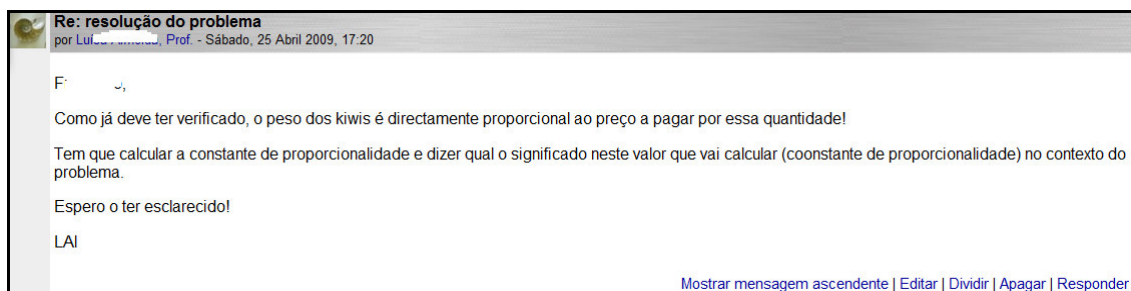 Re: resolução do problema
por Prof. - Sábado, 25 Abril 2009, 17:20
Como já deve ter verificado, o peso dos kiwis é directamente proporcional ao preço a pagar por essa quantidade!
Tem que calcular a constante de proporcionalidade e dizer qual o significado neste valor que vai calcular (coonstante de proporcionalidade) no contexto do
problema.
Espero o ter esclarecido!
LAI
Mostrar mensagem ascendente | Editar | Dividir | Apagar | Responder